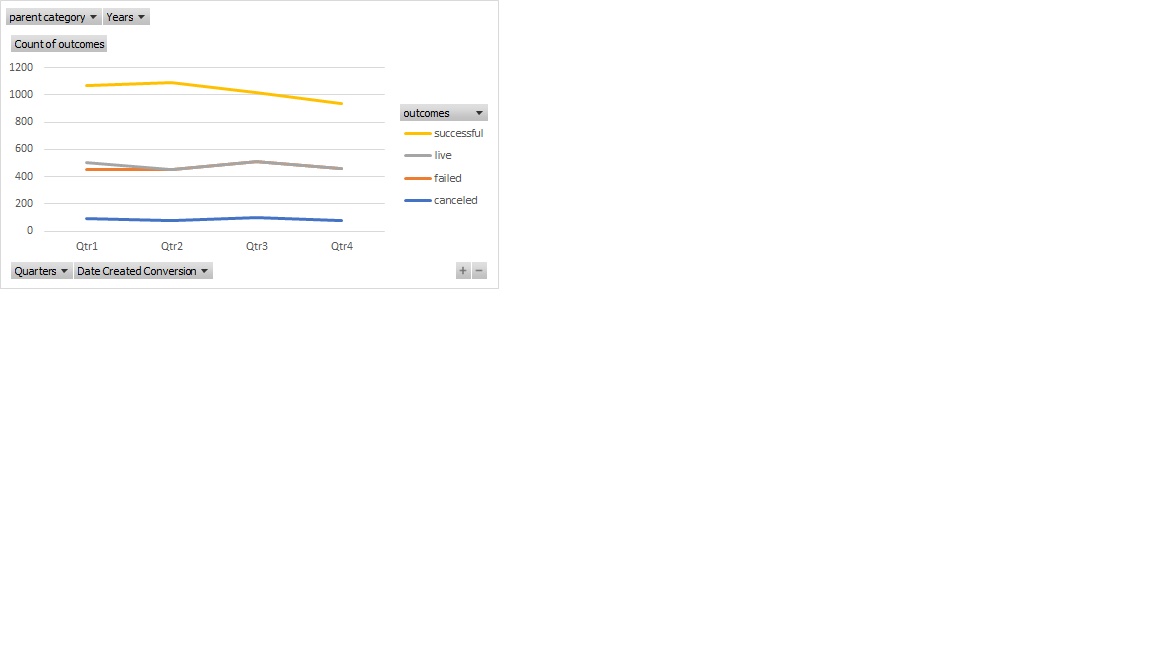 parent category Years
Count of outcomes
1200
1000
800
600
400
200
0
Qtr1 Qtr2 Qtr3 Qtr4
outcomes
successful
live
failed
canceled
Quarters Date Created Conversion + −